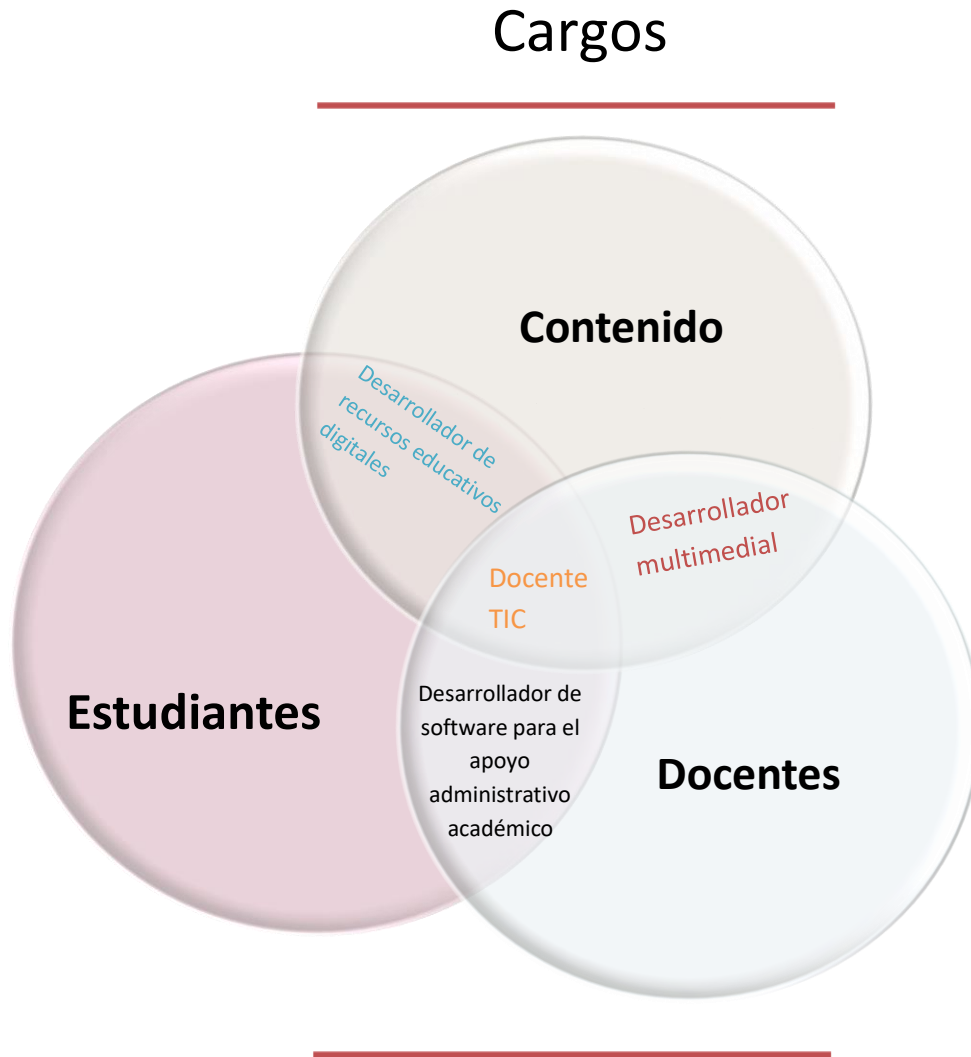 Cargos
Contenido
Desarrollador de
recursos educativos
digitales
Desarrollador
multimedial
Docente
TIC
Estudiantes
Desarrollador de
software para el
apoyo
administrativo
académico
Docentes